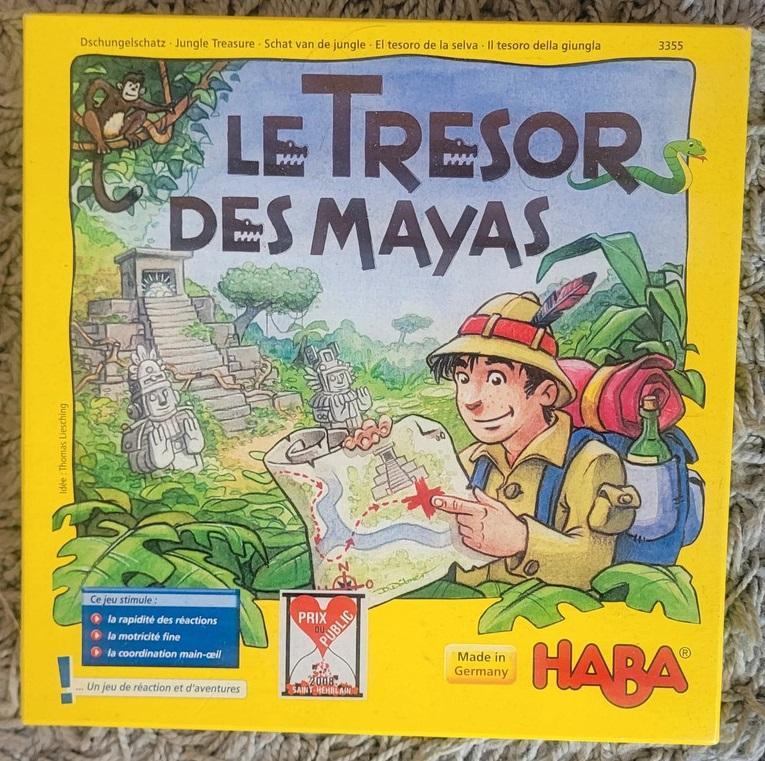 Dschungelschatz · Jungle Treasure · Schat van de jungle · El tesoro de la selva · Il tesoro della giungla 3355
LE TRESOR
DES MAYAS
Idée : Thomas Liesching
Ce jeu stimule :
la rapidité des réactions
la motricité fine
la coordination main-œil
! ... Un jeu de réaction et d'aventures
PRIX
DU
PUBLIC
2008
SAINT-HERBLAIN
N
O
Made in
Germany
HABA®